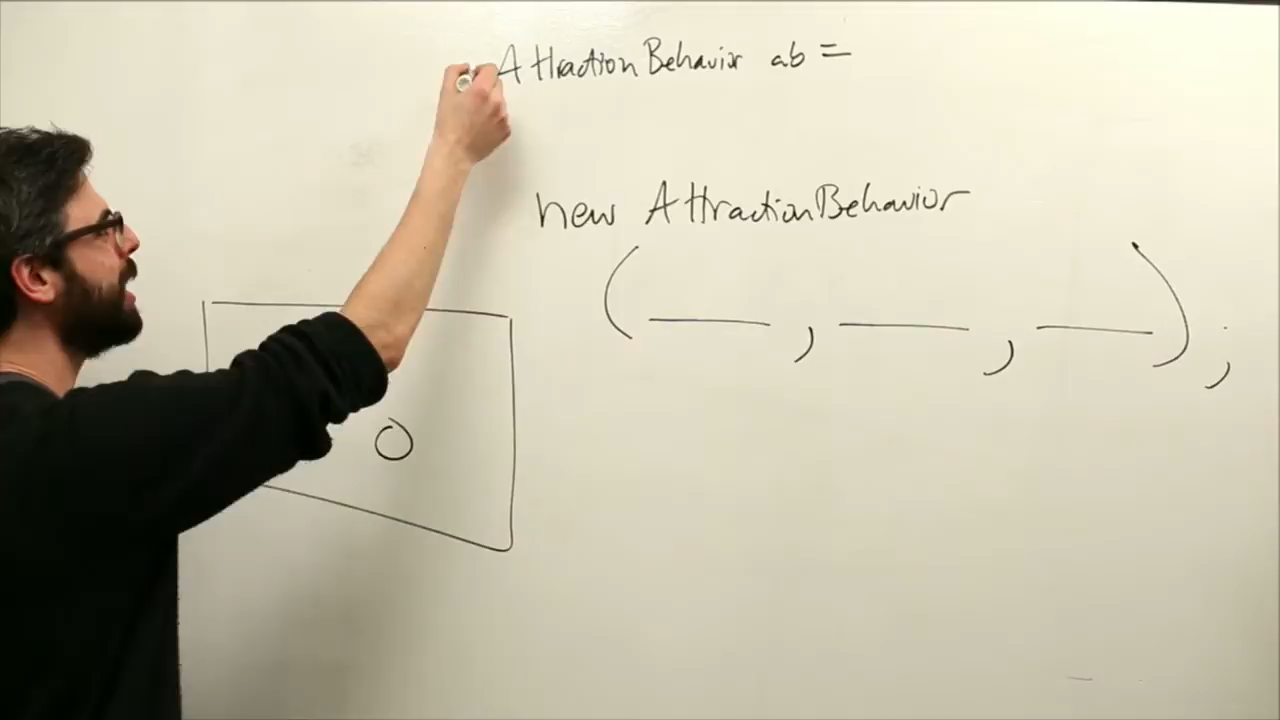 AttractionBehavior ab =
new AttractionBehavior
(___, ___, ___);